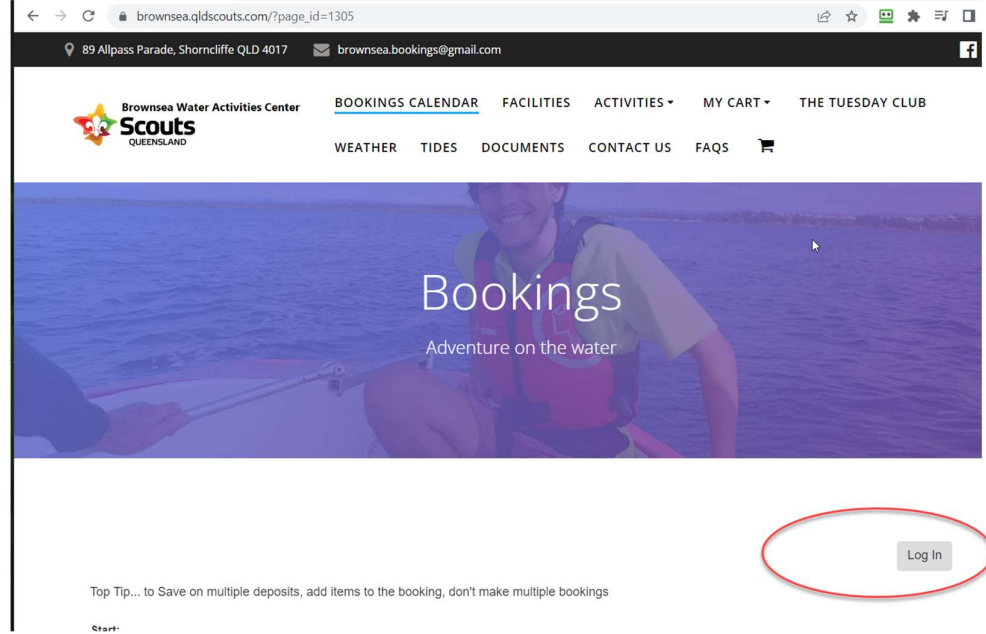 brownsea.qldscouts.com/?page_id=1305
89 Allpass Parade, Shorncliffe QLD 4017 brownsea.bookings@gmail.com
Brownsea Water Activities Center
Scouts
QUEENSLAND
BOOKINGS CALENDAR FACILITIES ACTIVITIES MY CART THE TUESDAY CLUB
WEATHER TIDES DOCUMENTS CONTACT US FAQS
Bookings
Adventure on the water
Log In
Top Tip... to Save on multiple deposits, add items to the booking, don't make multiple bookings
Start: